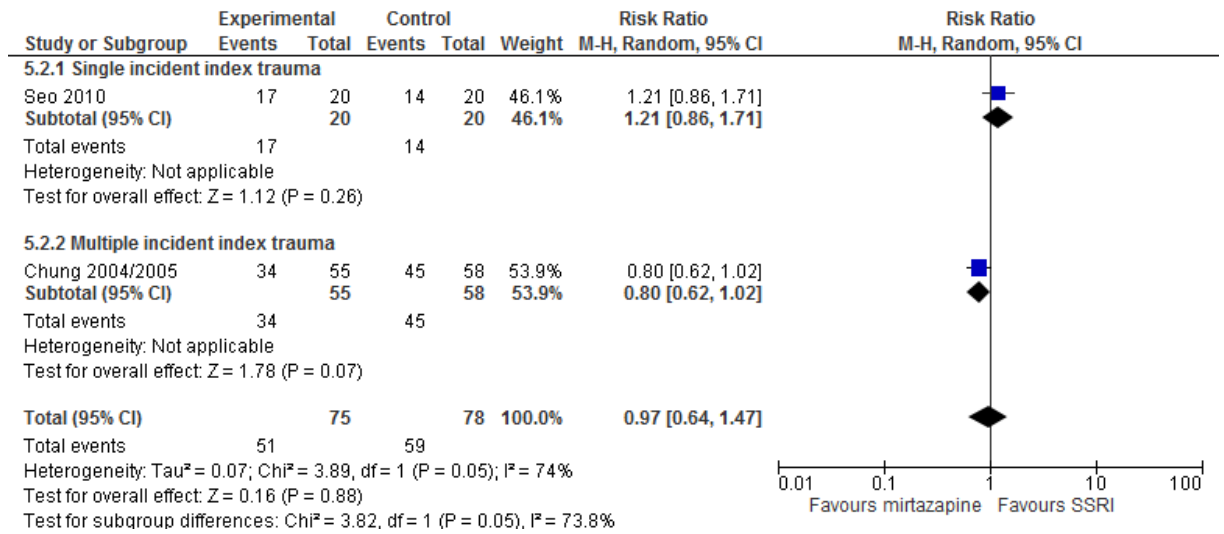 Experimental Control Risk Ratio Risk Ratio
Study or Subgroup Events Total Events Total Weight M-H, Random, 95% CI M-H, Random, 95% CI
5.2.1 Single incident index trauma
Seo 2010 17 20 14 20 46.1% 1.21 [0.86, 1.71]
Subtotal (95% CI) 20 20 46.1% 1.21 [0.86, 1.71]
Total events 17 14
Heterogeneity: Not applicable
Test for overall effect: Z = 1.12 (P = 0.26)
5.2.2 Multiple incident index trauma
Chung 2004/2005 34 55 45 58 53.9% 0.80 [0.62, 1.02]
Subtotal (95% CI) 55 58 53.9% 0.80 [0.62, 1.02]
Total events 34 45
Heterogeneity: Not applicable
Test for overall effect: Z = 1.78 (P = 0.07)
Total (95% CI) 75 78 100.0% 0.97 [0.64, 1.47]
Total events 51 59
Heterogeneity: Tau² = 0.07; Chi² = 3.89, df = 1 (P = 0.05); I² = 74%
Test for overall effect: Z = 0.16 (P = 0.88)
Test for subgroup differences: Chi² = 3.82, df = 1 (P = 0.05), I² = 73.8%
0.01 0.1 1 10 100
Favours mirtazapine Favours SSRI